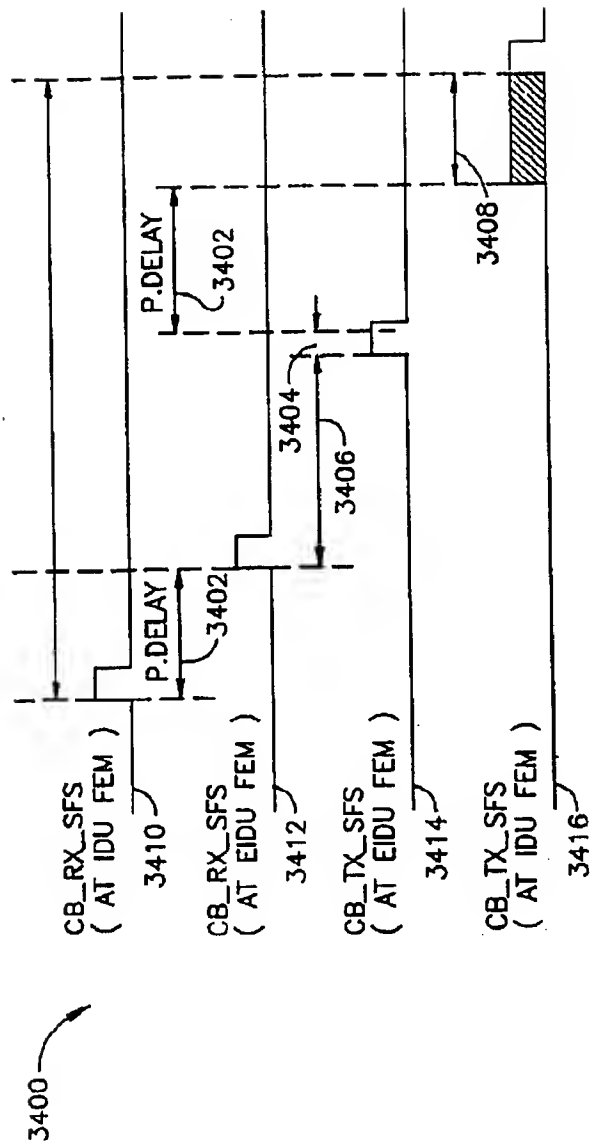 3400
CB_RX_SFS
( AT IDU FEM )
3410
P.DELAY
3402
CB_RX_SFS
( AT EIDU FEM )
3412
P.DELAY
3402
3404
3406
CB_TX_SFS
( AT EIDU FEM )
3414
3408
CB_TX_SFS
( AT IDU FEM )
3416